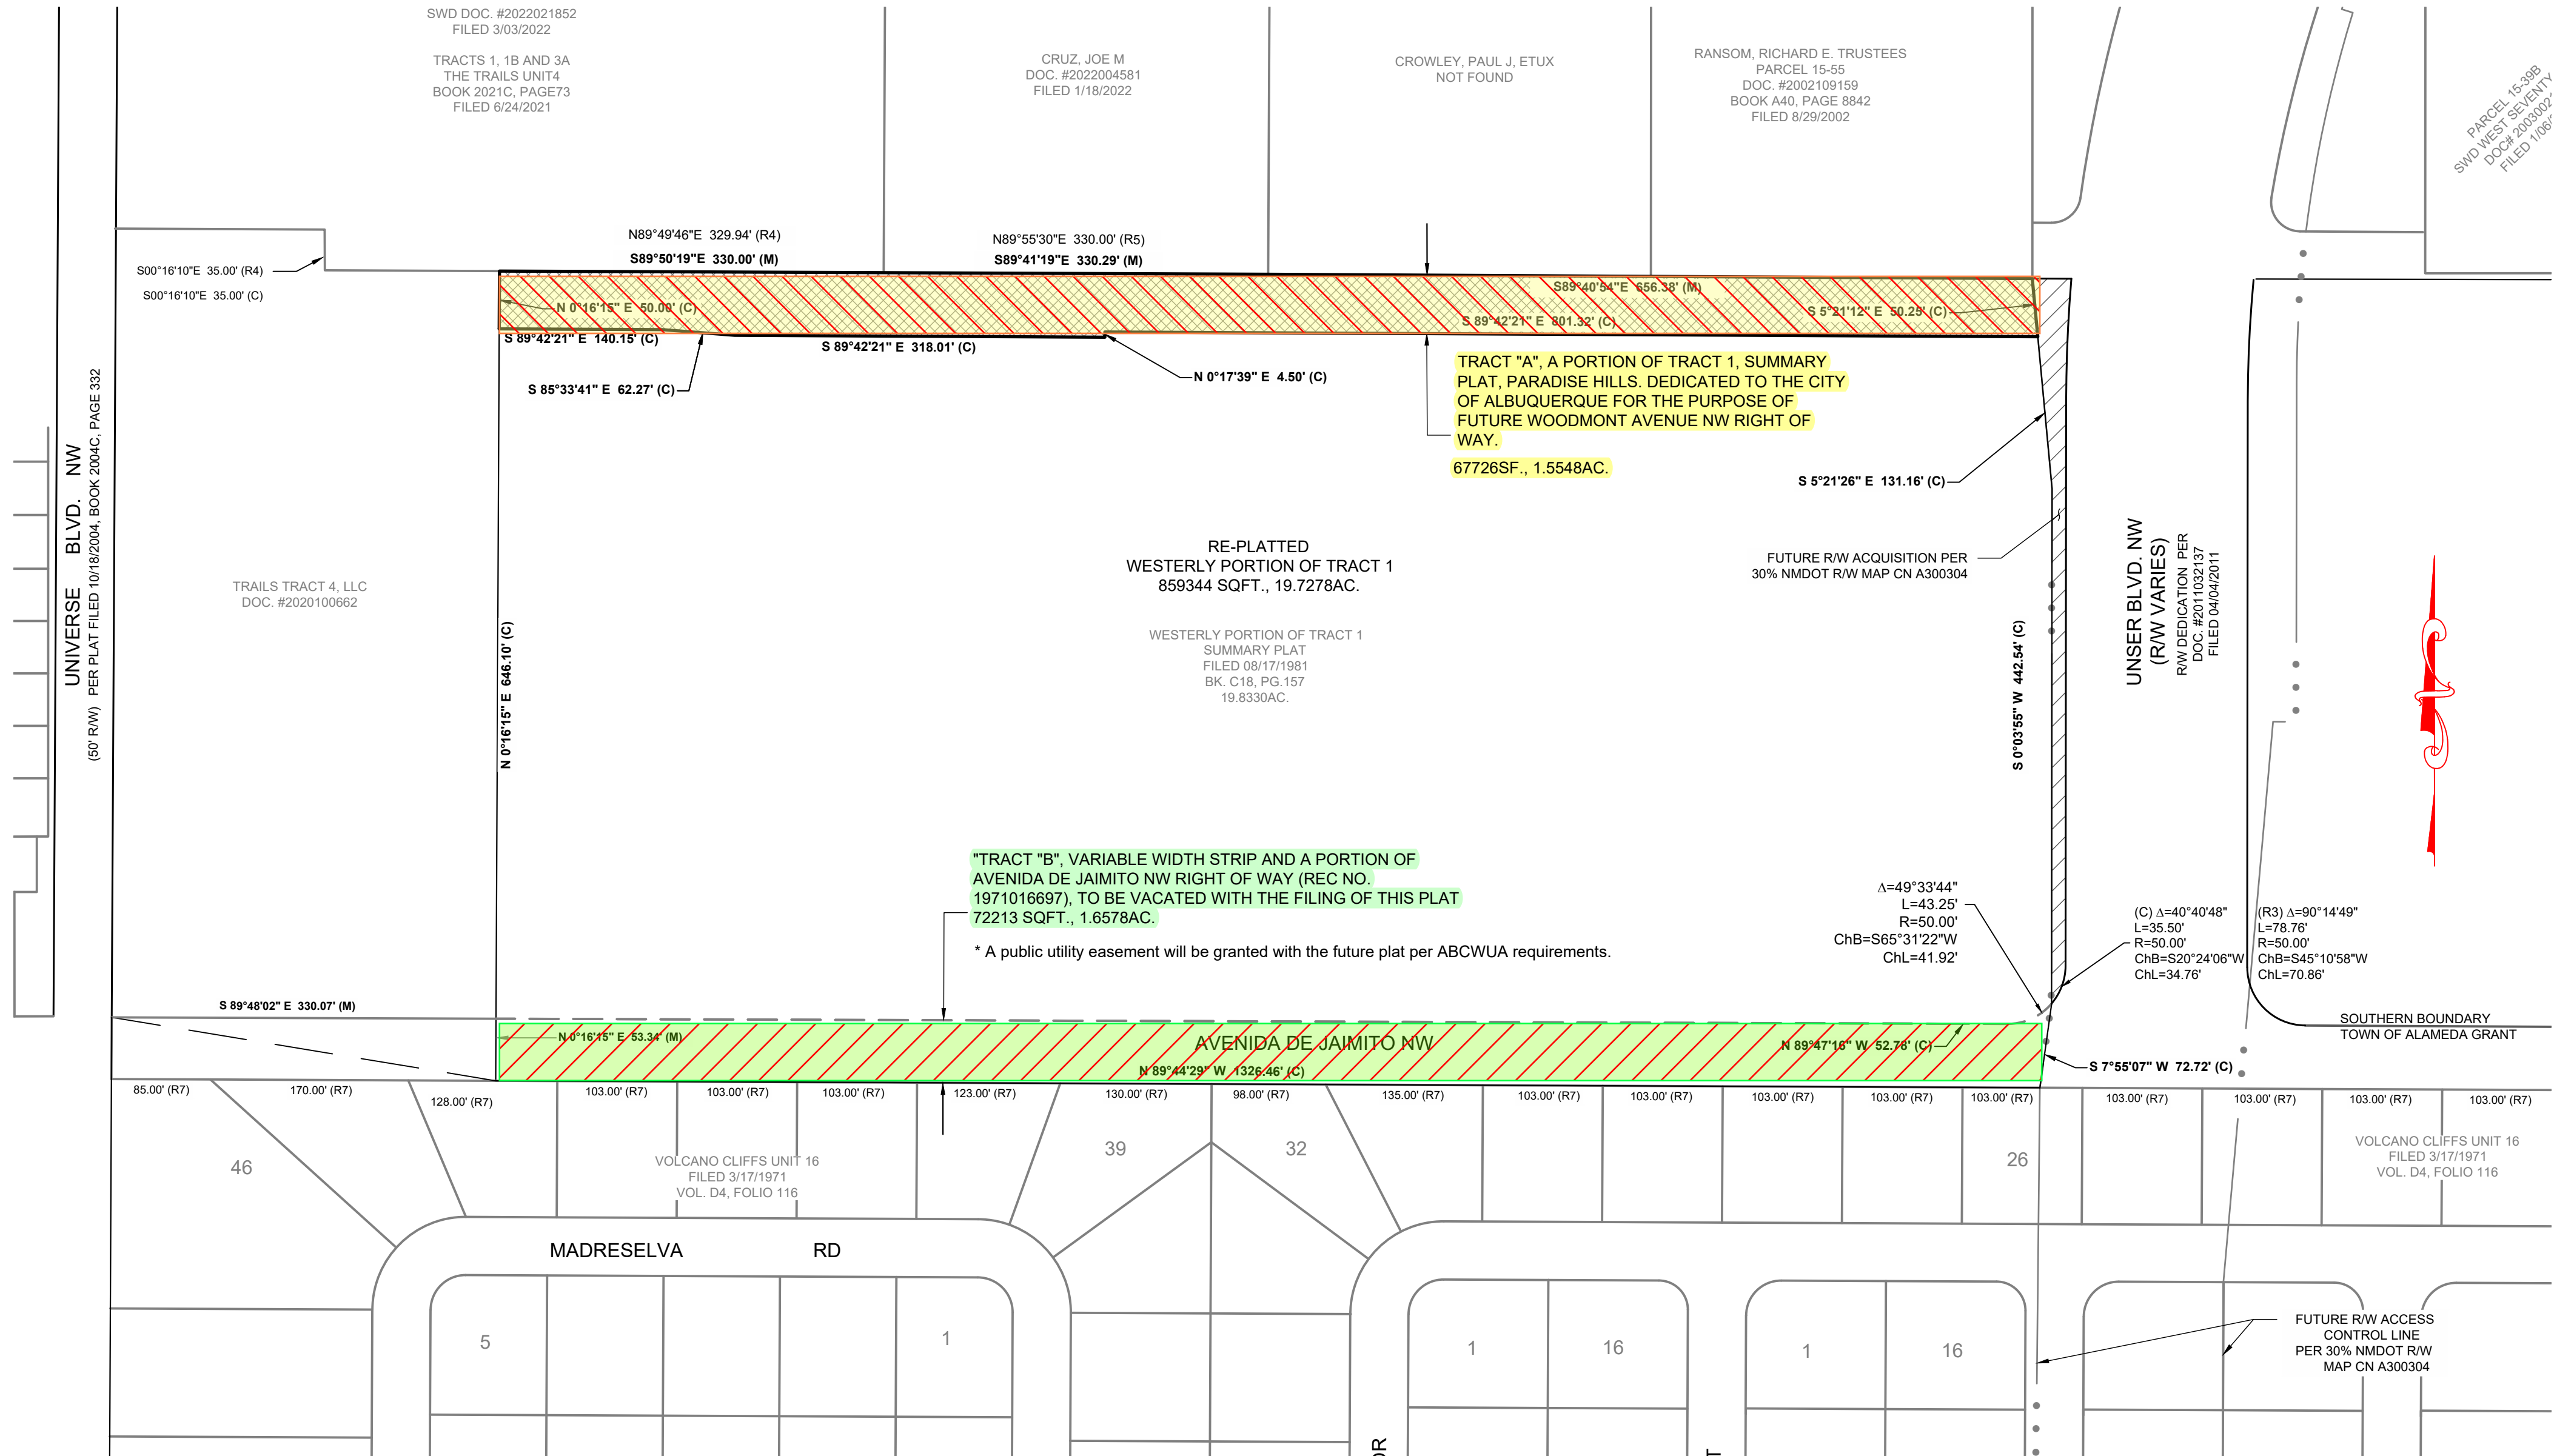 SWD DOC. #2022021852
FILED 3/03/2022
TRACTS 1, 1B AND 3A
THE TRAILS UNIT4
BOOK 2021C, PAGE73
FILED 6/24/2021
CRUZ, JOE M
DOC. #2022004581
FILED 1/18/2022
CROWLEY, PAUL J, ETUX
NOT FOUND
RANSOM, RICHARD E. TRUSTEES
PARCEL 15-55
DOC. #2002109159
BOOK A40, PAGE 8842
FILED 8/29/2002
PARCEL 15-39B
SWD WEST SEVENTY
DOC# 2003002
FILED 1/06/
N89°49'46"E 329.94' (R4)
S89°50'19"E 330.00' (M)
N89°55'30"E 330.00' (R5)
S89°41'19"E 330.29' (M)
S00°16'10"E 35.00' (R4)
S00°16'10"E 35.00' (C)
N 0°16'15" E 50.00' (C)
S89°40'54"E 656.38' (M)
S 89°42'21" E 801.32' (C)
S 5°21'12" E 50.25' (C)
S 89°42'21" E 140.15' (C)
S 89°42'21" E 318.01' (C)
S 85°33'41" E 62.27' (C)
N 0°17'39" E 4.50' (C)
TRACT "A", A PORTION OF TRACT 1, SUMMARY
PLAT, PARADISE HILLS. DEDICATED TO THE CITY
OF ALBUQUERQUE FOR THE PURPOSE OF
FUTURE WOODMONT AVENUE NW RIGHT OF
WAY.
67726SF., 1.5548AC.
S 5°21'26" E 131.16' (C)
UNIVERSE BLVD. NW
(50' R/W) PER PLAT FILED 10/18/2004, BOOK 2004C, PAGE 332
TRAILS TRACT 4, LLC
DOC. #2020100662
N 0°16'15" E 646.10' (C)
RE-PLATTED
WESTERLY PORTION OF TRACT 1
859344 SQFT., 19.7278AC.
WESTERLY PORTION OF TRACT 1
SUMMARY PLAT
FILED 08/17/1981
BK. C18, PG.157
19.8330AC.
FUTURE R/W ACQUISITION PER
30% NMDOT R/W MAP CN A300304
S 0°03'55" W 442.54' (C)
UNSER BLVD. NW
(R/W VARIES)
R/W DEDICATION PER
DOC. #2011032137
FILED 04/04/2011
"TRACT "B", VARIABLE WIDTH STRIP AND A PORTION OF
AVENIDA DE JAIMITO NW RIGHT OF WAY (REC NO.
1971016697), TO BE VACATED WITH THE FILING OF THIS PLAT
72213 SQFT., 1.6578AC.
* A public utility easement will be granted with the future plat per ABCWUA requirements.
Δ=49°33'44"
L=43.25'
R=50.00'
ChB=S65°31'22"W
ChL=41.92'
(C) Δ=40°40'48"
L=35.50'
R=50.00'
ChB=S20°24'06"W
ChL=34.76'
(R3) Δ=90°14'49"
L=78.76'
R=50.00'
ChB=S45°10'58"W
ChL=70.86'
S 89°48'02" E 330.07' (M)
SOUTHERN BOUNDARY
TOWN OF ALAMEDA GRANT
N 0°16'15" E 53.34' (M)
AVENIDA DE JAIMITO NW
N 89°47'16" W 52.78' (C)
N 89°44'29" W 1326.46' (C)
S 7°55'07" W 72.72' (C)
85.00' (R7)
170.00' (R7)
128.00' (R7)
103.00' (R7)
103.00' (R7)
103.00' (R7)
123.00' (R7)
130.00' (R7)
98.00' (R7)
135.00' (R7)
103.00' (R7)
103.00' (R7)
103.00' (R7)
103.00' (R7)
103.00' (R7)
103.00' (R7)
103.00' (R7)
103.00' (R7)
103.00' (R7)
46
VOLCANO CLIFFS UNIT 16
FILED 3/17/1971
VOL. D4, FOLIO 116
39
32
26
VOLCANO CLIFFS UNIT 16
FILED 3/17/1971
VOL. D4, FOLIO 116
MADRESELVA RD
5
1
1
16
1
16
FUTURE R/W ACCESS
CONTROL LINE
PER 30% NMDOT R/W
MAP CN A300304